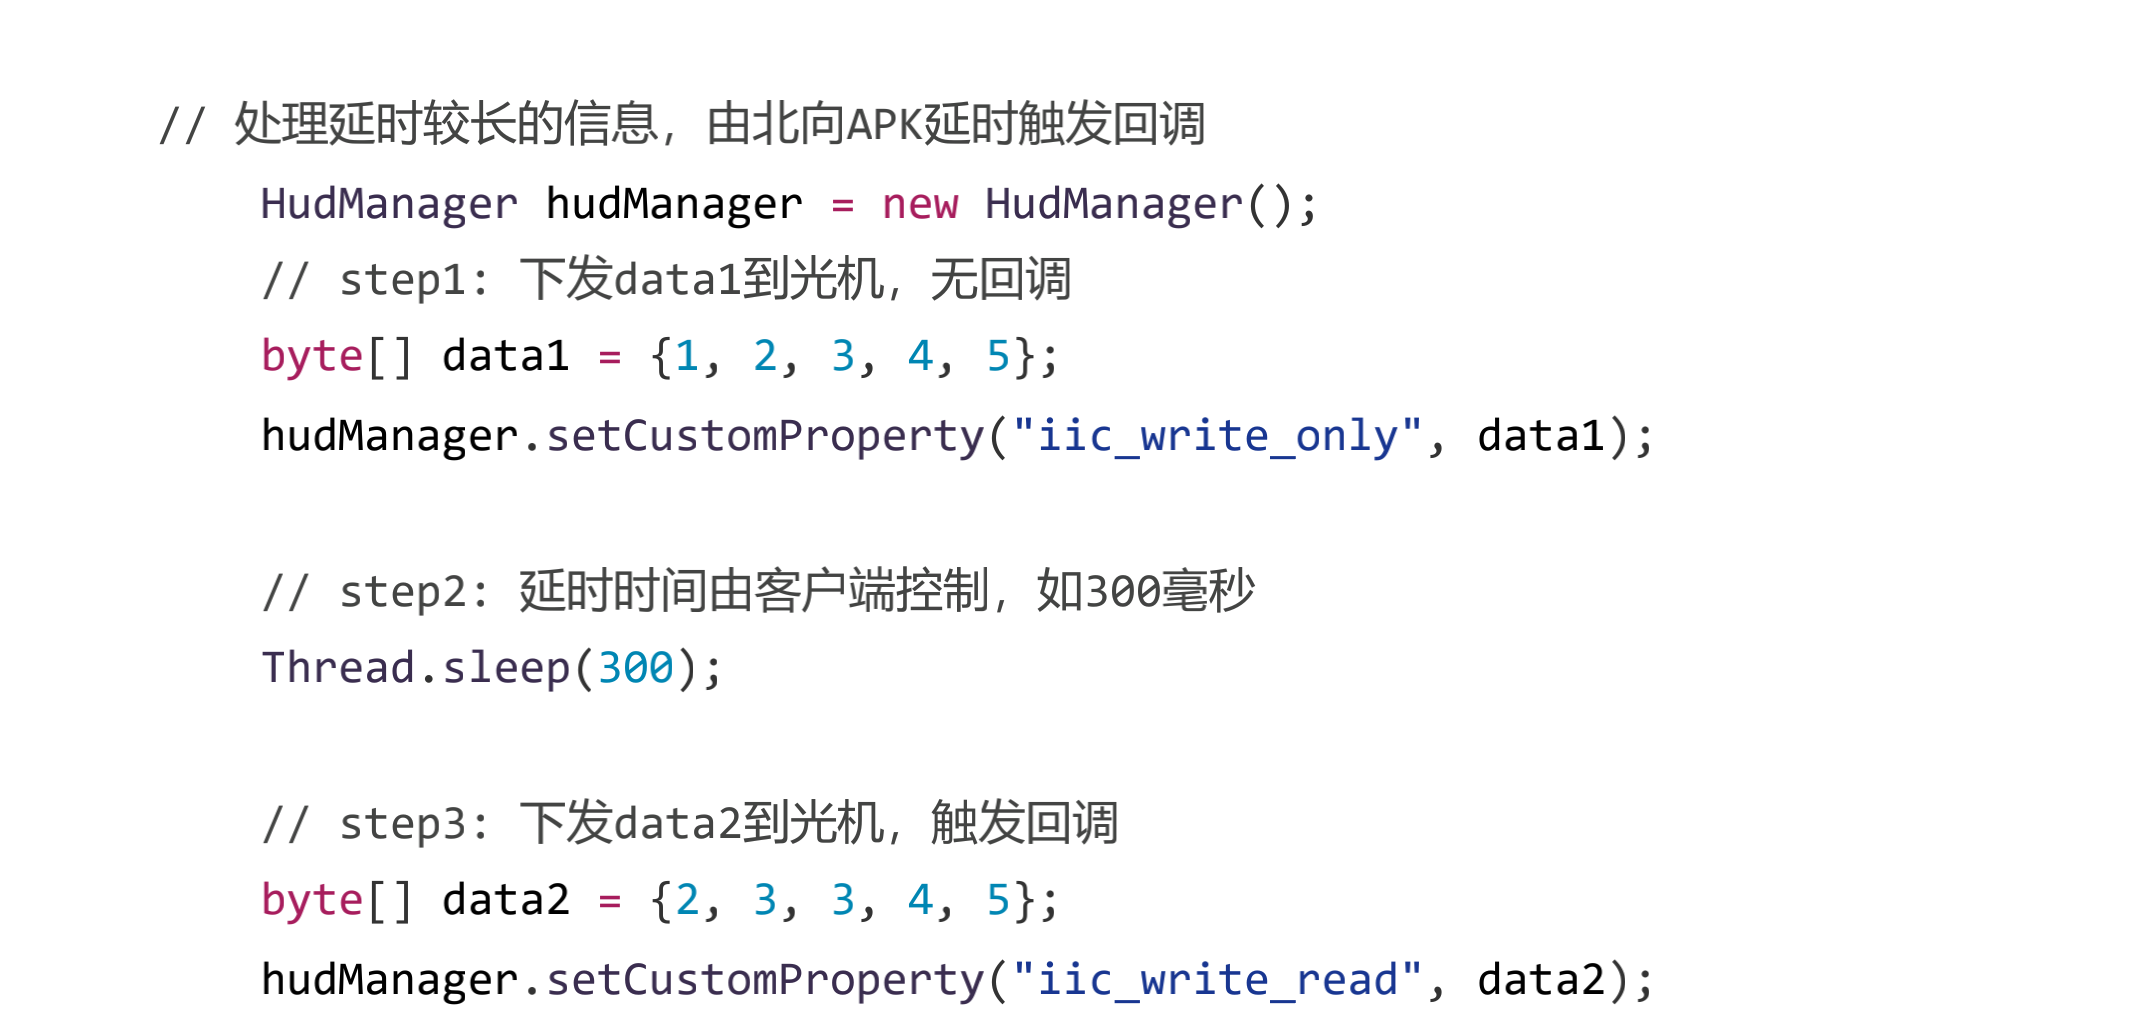 // 处理延时较长的信息，由北向APK延时触发回调
HudManager hudManager = new HudManager();
// step1: 下发data1到光机，无回调
byte[] data1 = {1, 2, 3, 4, 5};
hudManager.setCustomProperty("iic_write_only", data1);
// step2: 延时时间由客户端控制，如300毫秒
Thread.sleep(300);
// step3: 下发data2到光机，触发回调
byte[] data2 = {2, 3, 3, 4, 5};
hudManager.setCustomProperty("iic_write_read", data2);